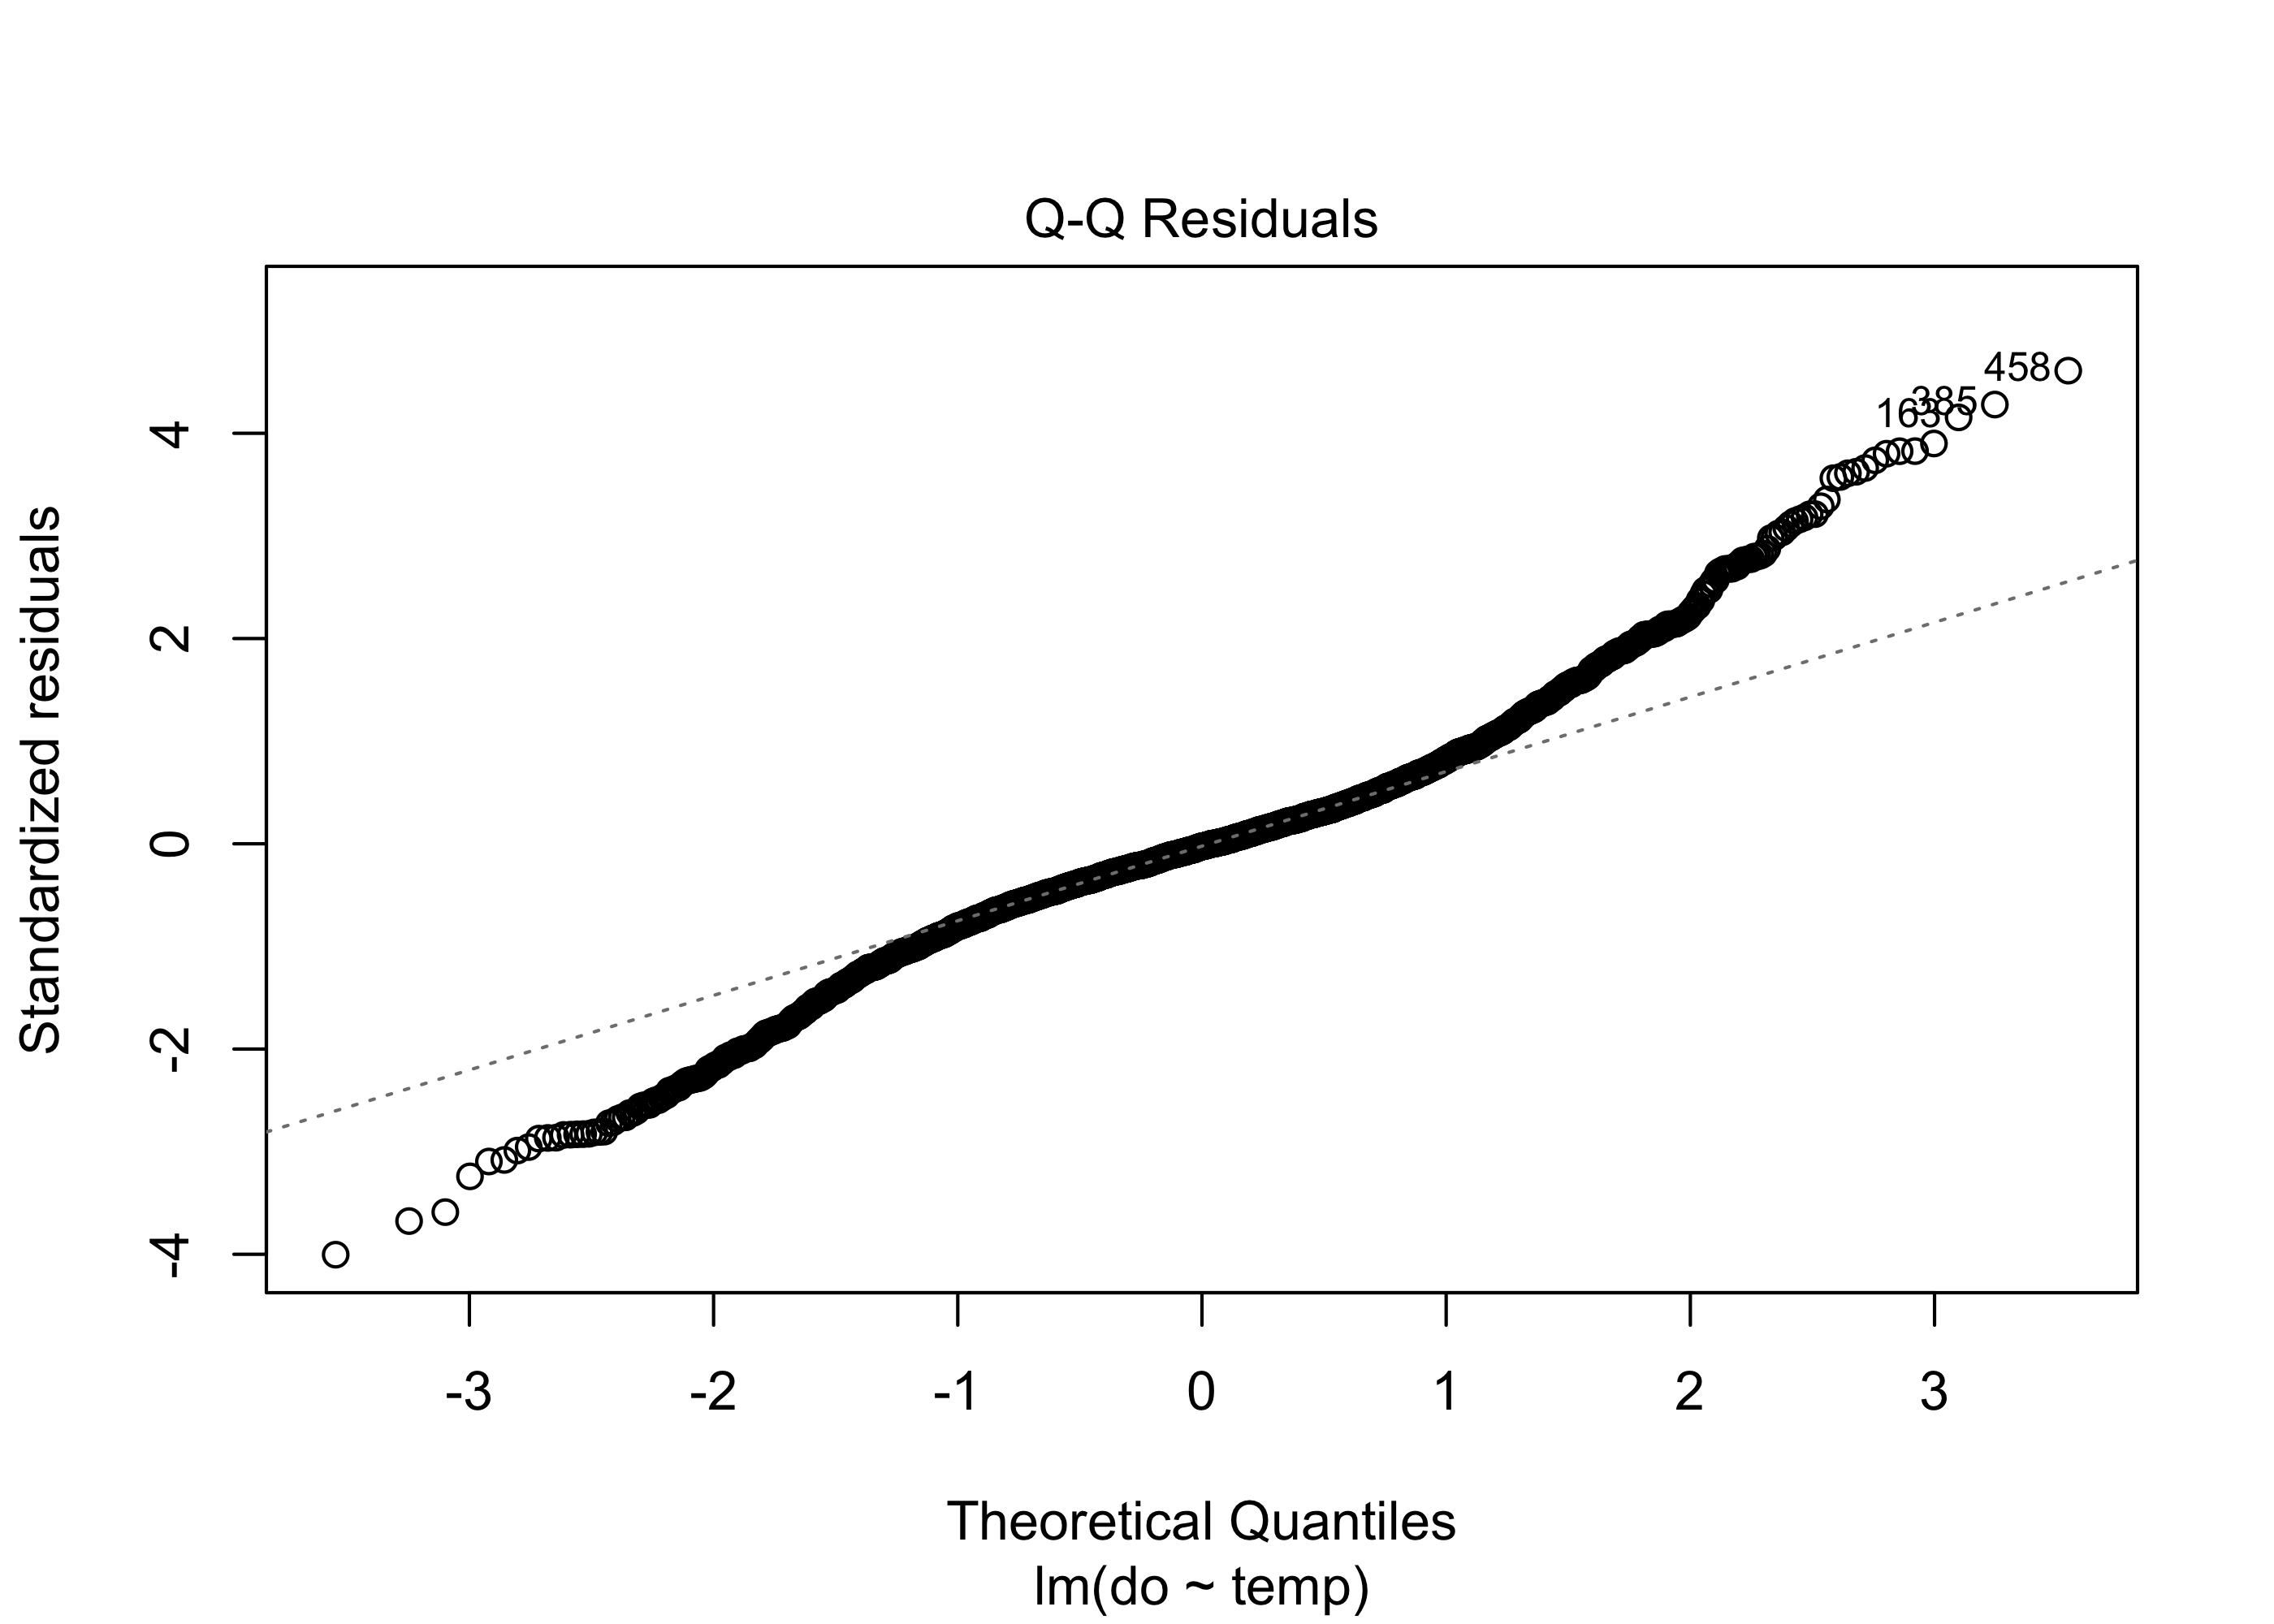 Q-Q Residuals
Standardized residuals
4
2
0
-2
-4
458
385
163
-3 -2 -1 0 1 2 3
Theoretical Quantiles
lm(do ~ temp)